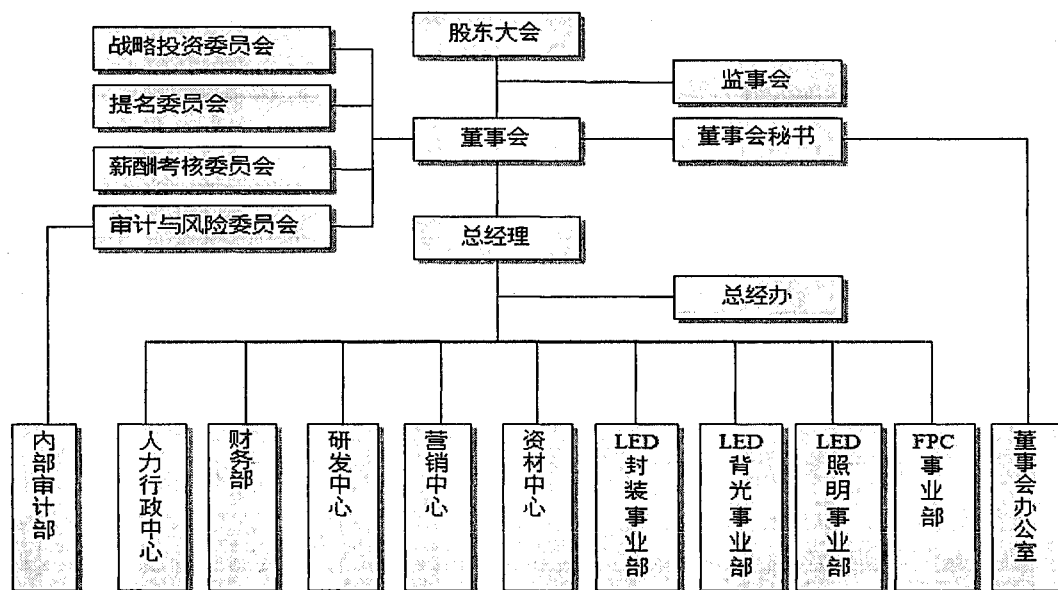 股东大会
战略投资委员会
监事会
提名委员会
董事会
董事会秘书
薪酬考核委员会
审计与风险委员会
总经理
总经办
内部审计部
人力行政中心
财务部
研发中心
营销中心
资材中心
LED封装事业部
LED背光事业部
LED照明事业部
FPC事业部
董事会办公室